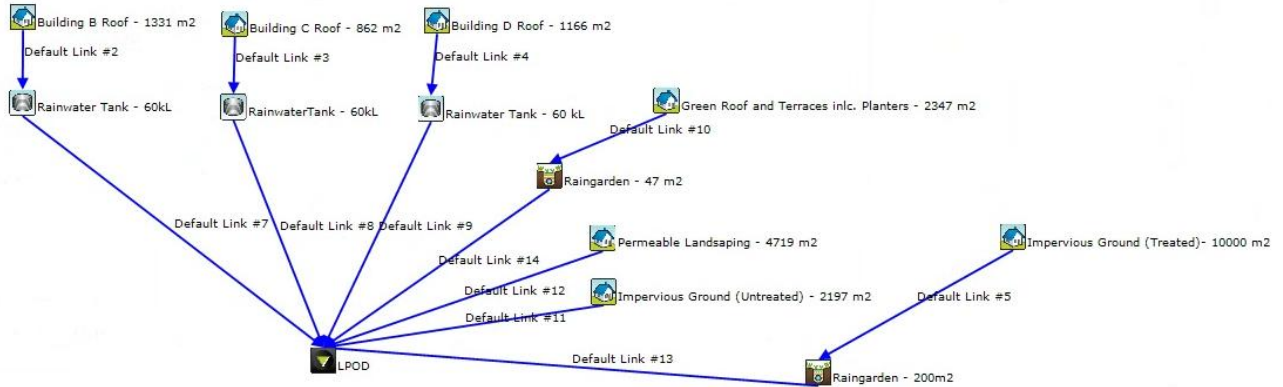 Building B Roof - 1331 m2
Building C Roof - 862 m2
Building D Roof - 1166 m2
Default Link #2
Default Link #3
Default Link #4
Rainwater Tank - 60kL
RainwaterTank - 60kL
Rainwater Tank - 60 kL
Green Roof and Terraces inlc. Planters - 2347 m2
Default Link #10
Raingarden - 47 m2
Default Link #7
Default Link #8
Default Link #9
Permeable Landsaping - 4719 m2
Impervious Ground (Treated)- 10000 m2
Default Link #14
Default Link #12
Impervious Ground (Untreated) - 2197 m2
Default Link #5
Default Link #11
Default Link #13
LPOD
Raingarden - 200m2